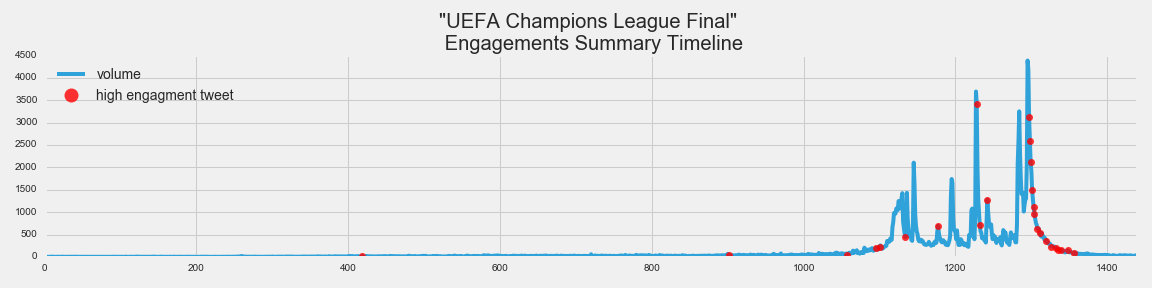 "UEFA Champions League Final"
Engagements Summary Timeline
4500
4000
3500
3000
2500
2000
1500
1000
500
0
volume
high engagment tweet
0 200 400 600 800 1000 1200 1400